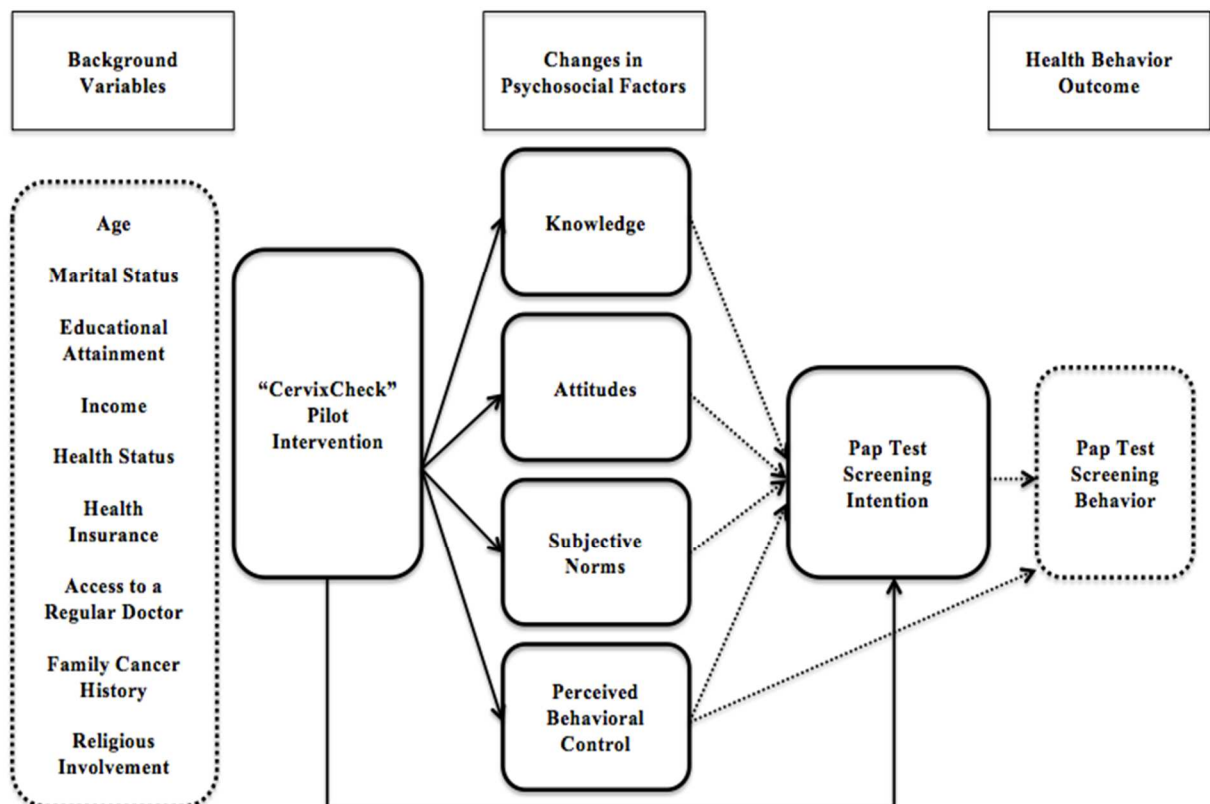 Background
Variables
Changes in
Psychosocial Factors
Health Behavior
Outcome
Age
Marital Status
Educational
Attainment
Income
Health Status
Health
Insurance
Access to a
Regular Doctor
Family Cancer
History
Religious
Involvement
“CervixCheck”
Pilot
Intervention
Knowledge
Attitudes
Subjective
Norms
Perceived
Behavioral
Control
Pap Test
Screening
Intention
Pap Test
Screening
Behavior